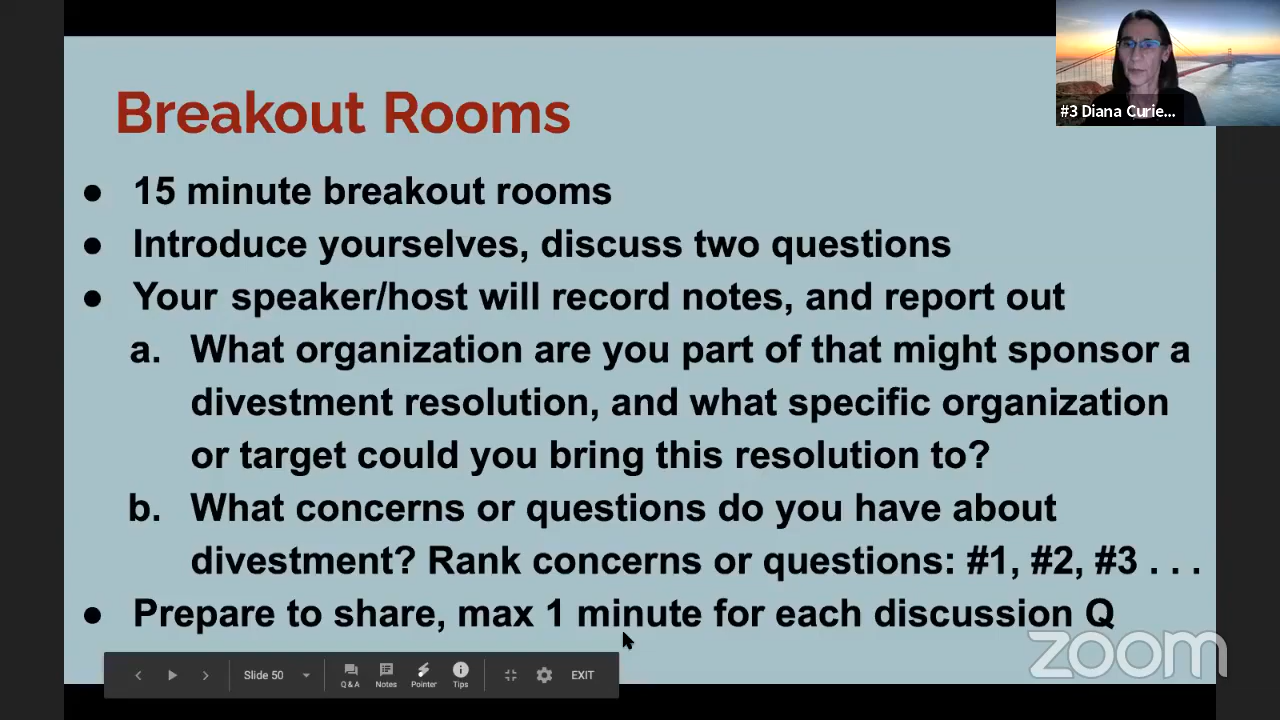 Breakout Rooms
● 15 minute breakout rooms
● Introduce yourselves, discuss two questions
● Your speaker/host will record notes, and report out
a. What organization are you part of that might sponsor a
divestment resolution, and what specific organization
or target could you bring this resolution to?
b. What concerns or questions do you have about
divestment? Rank concerns or questions: #1, #2, #3 . . .
● Prepare to share, max 1 minute for each discussion Q
#3 Diana Curie...
zoom
Slide 50
Q & A
Notes
Pointer
Tips
EXIT